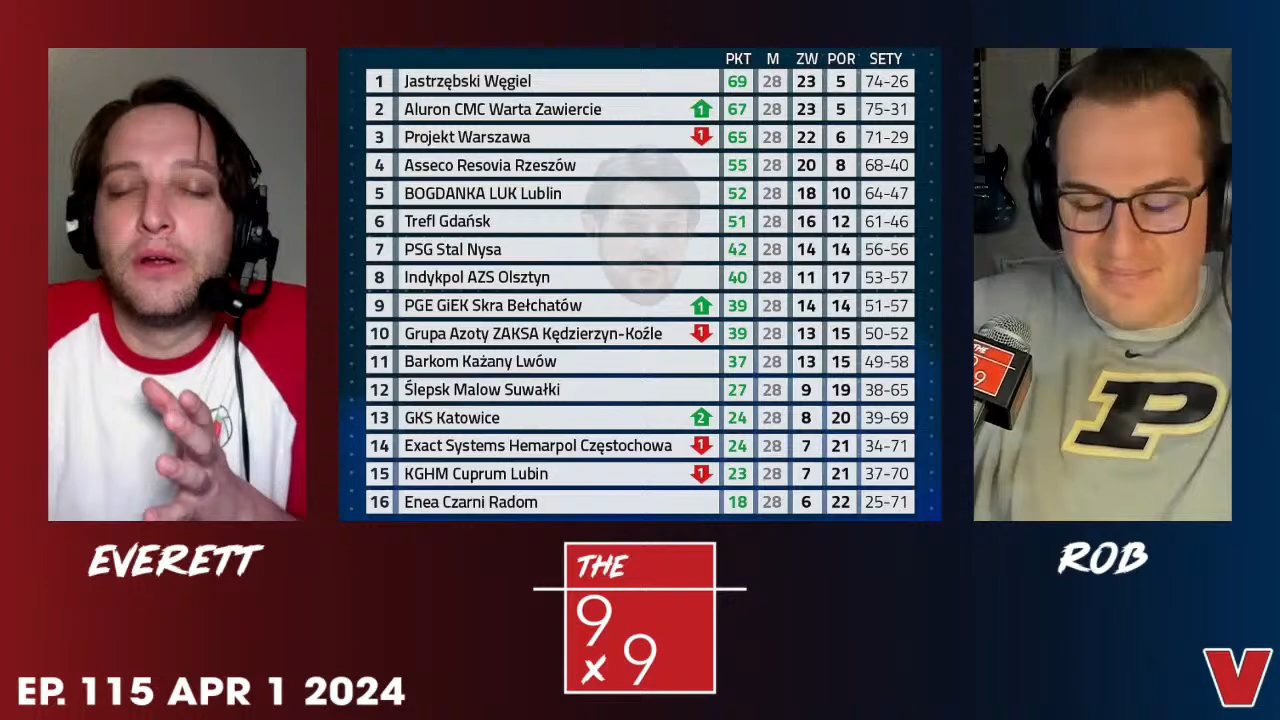 PKT M ZW POR SETY
1 Jastrzębski Węgiel 69 28 23 5 74-26
2 Aluron CMC Warta Zawiercie 1 67 28 23 5 75-31
3 Projekt Warszawa 1 65 28 22 6 71-29
4 Asseco Resovia Rzeszów 55 28 20 8 68-40
5 BOGDANKA LUK Lublin 52 28 18 10 64-47
6 Trefl Gdańsk 51 28 16 12 61-46
7 PSG Stal Nysa 42 28 14 14 56-56
8 Indykpol AZS Olsztyn 40 28 11 17 53-57
9 PGE GiEK Skra Bełchatów 1 39 28 14 14 51-57
10 Grupa Azoty ZAKSA Kędzierzyn-Koźle 1 39 28 13 15 50-52
11 Barkom Każany Lwów 37 28 13 15 49-58
12 Ślepsk Malow Suwałki 27 28 9 19 38-65
13 GKS Katowice 2 24 28 8 20 39-69
14 Exact Systems Hemarpol Częstochowa 1 24 28 7 21 34-71
15 KGHM Cuprum Lubin 1 23 28 7 21 37-70
16 Enea Czarni Radom 18 28 6 22 25-71
THE
9
9
P
EVERETT
ROB
THE
9
x 9
EP. 115 APR 1 2024
V